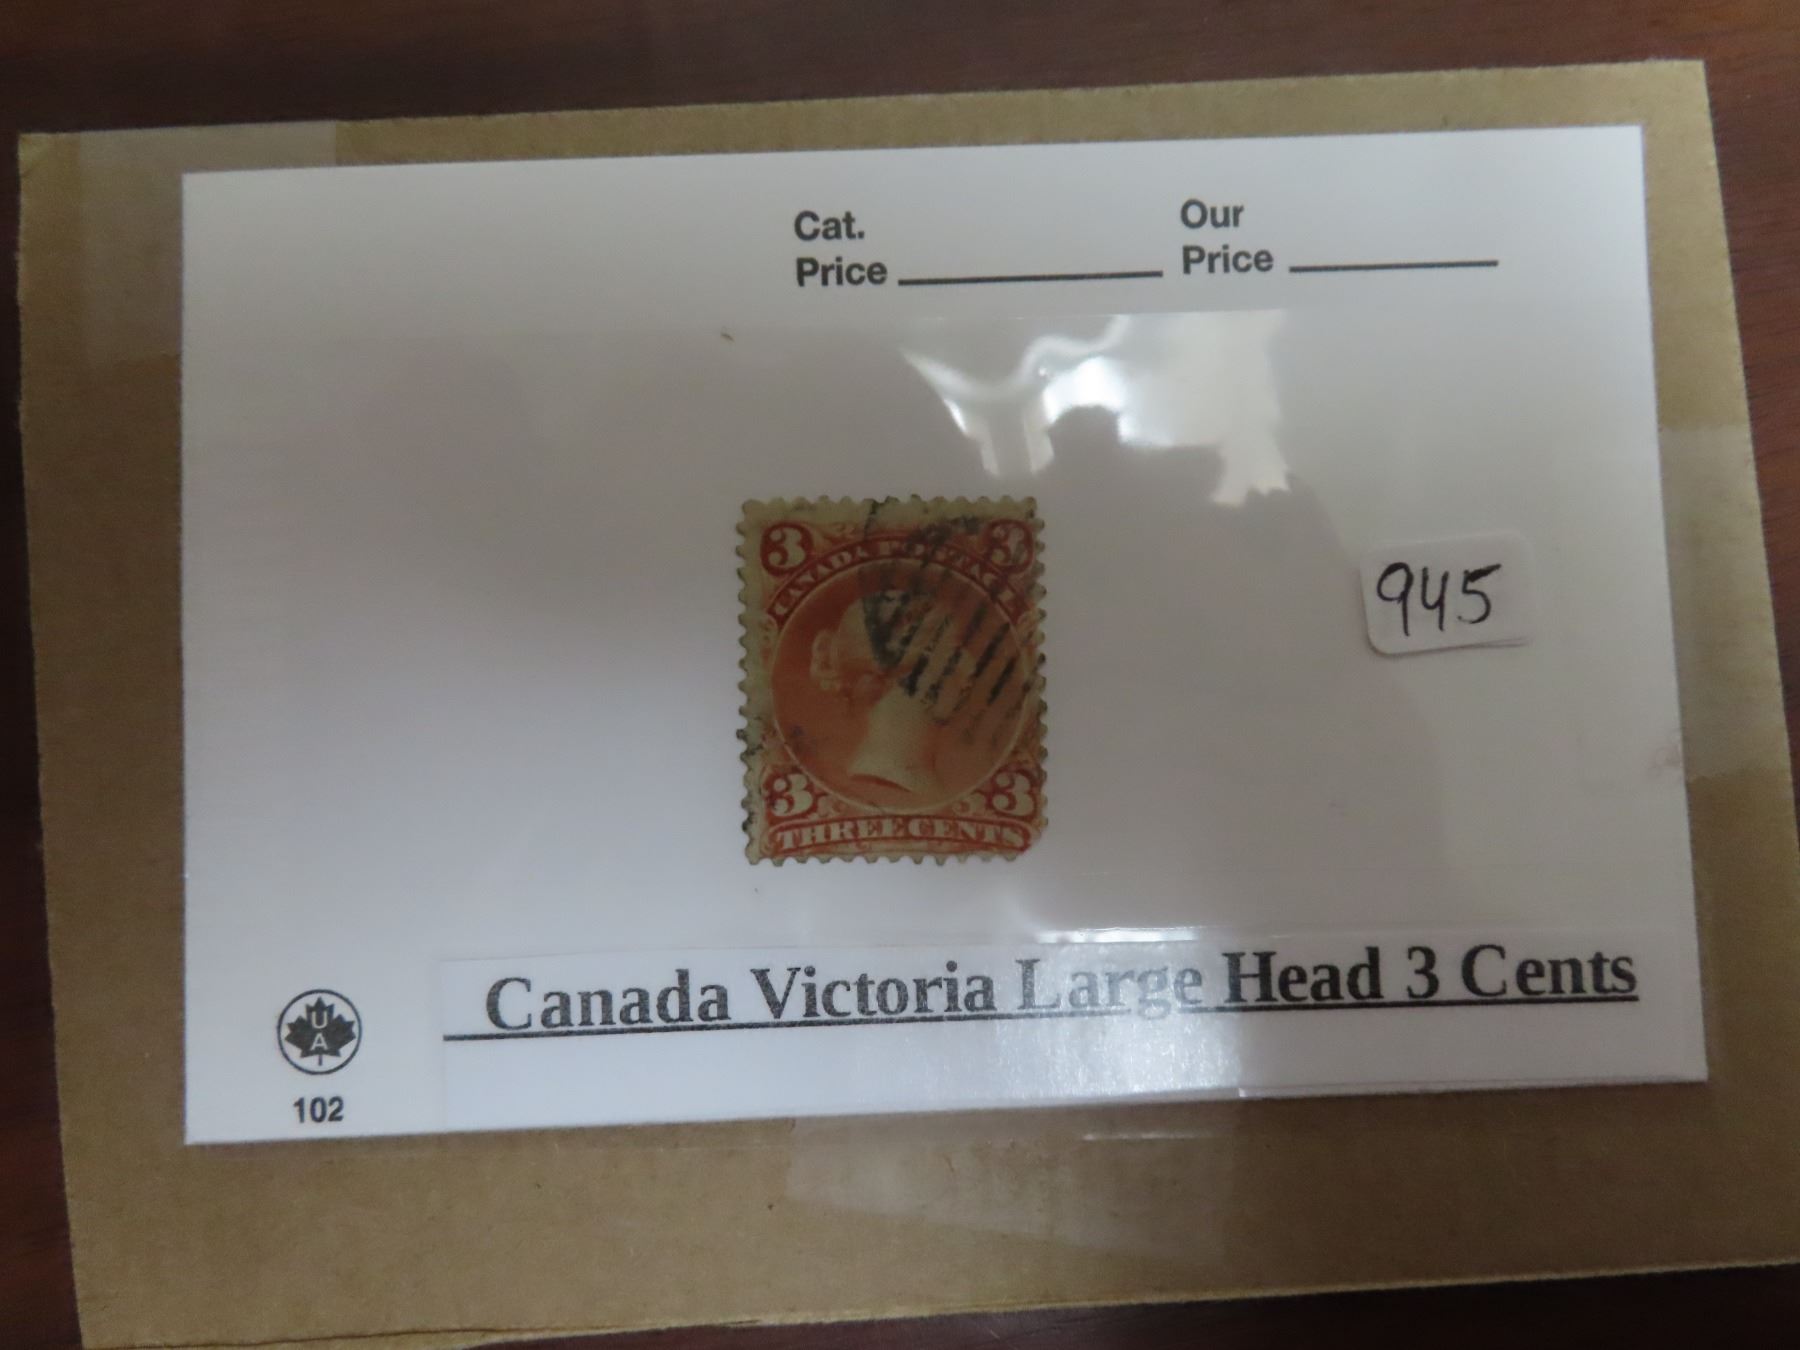 Cat. Our
Price Price
3 3
CANADA POSTAGE
945
3 3
THREE CENTS
Canada Victoria Large Head 3 Cents
U
A
102